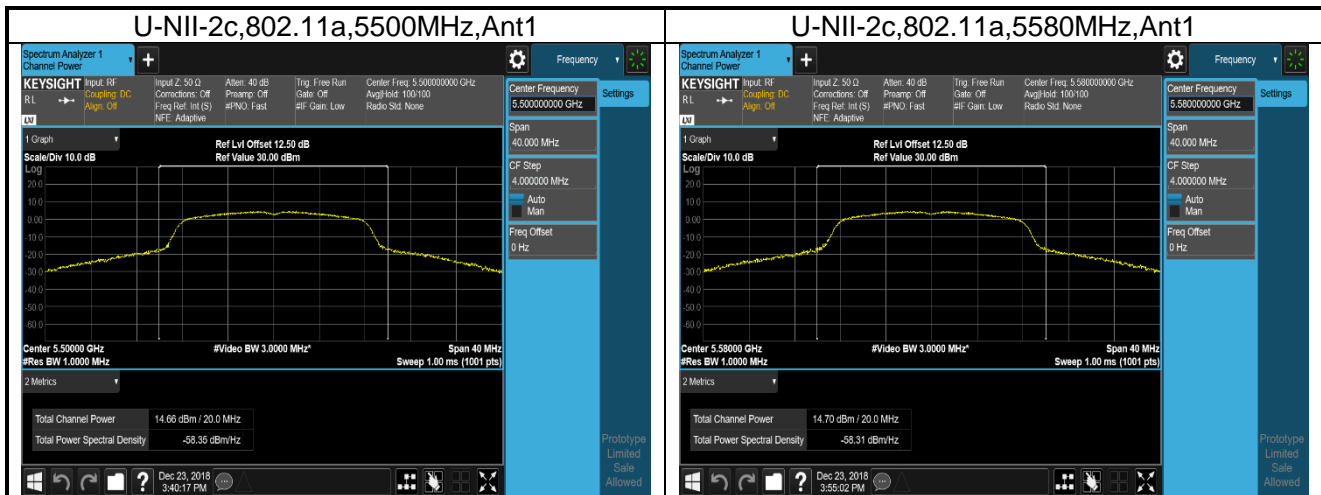 U-NII-2c,802.11a,5500MHz,Ant1
Spectrum Analyzer 1
Channel Power
+
Frequency
KEYSIGHT
R L
LXI
Input: RF
Coupling: DC
Align: Off
Input Z: 50 Ω
Corrections: Off
Freq Ref: Int (S)
NFE: Adaptive
Atten: 40 dB
Preamp: Off
#PNO: Fast
Trig: Free Run
Gate: Off
#IF Gain: Low
Center Freq: 5.500000000 GHz
Avg|Hold: 100/100
Radio Std: None
Center Frequency
5.500000000 GHz
Settings
Span
40.000 MHz
CF Step
4.000000 MHz
Auto
Man
Freq Offset
0 Hz
1 Graph
Scale/Div 10.0 dB
Ref Lvl Offset 12.50 dB
Ref Value 30.00 dBm
Log
20.0
10.0
0.00
-10.0
-20.0
-30.0
-40.0
-50.0
-60.0
Center 5.50000 GHz
#Res BW 1.0000 MHz
#Video BW 3.0000 MHz*
Span 40 MHz
Sweep 1.00 ms (1001 pts)
2 Metrics
Total Channel Power 14.66 dBm / 20.0 MHz
Total Power Spectral Density -58.35 dBm/Hz
Prototype
Limited
Sale
Allowed
?
Dec 23, 2018
3:40:17 PM
U-NII-2c,802.11a,5580MHz,Ant1
Spectrum Analyzer 1
Channel Power
+
Frequency
KEYSIGHT
R L
LXI
Input: RF
Coupling: DC
Align: Off
Input Z: 50 Ω
Corrections: Off
Freq Ref: Int (S)
NFE: Adaptive
Atten: 40 dB
Preamp: Off
#PNO: Fast
Trig: Free Run
Gate: Off
#IF Gain: Low
Center Freq: 5.580000000 GHz
Avg|Hold: 100/100
Radio Std: None
Center Frequency
5.580000000 GHz
Settings
Span
40.000 MHz
CF Step
4.000000 MHz
Auto
Man
Freq Offset
0 Hz
1 Graph
Scale/Div 10.0 dB
Ref Lvl Offset 12.50 dB
Ref Value 30.00 dBm
Log
20.0
10.0
0.00
-10.0
-20.0
-30.0
-40.0
-50.0
-60.0
Center 5.58000 GHz
#Res BW 1.0000 MHz
#Video BW 3.0000 MHz*
Span 40 MHz
Sweep 1.00 ms (1001 pts)
2 Metrics
Total Channel Power 14.70 dBm / 20.0 MHz
Total Power Spectral Density -58.31 dBm/Hz
Prototype
Limited
Sale
Allowed
?
Dec 23, 2018
3:55:02 PM